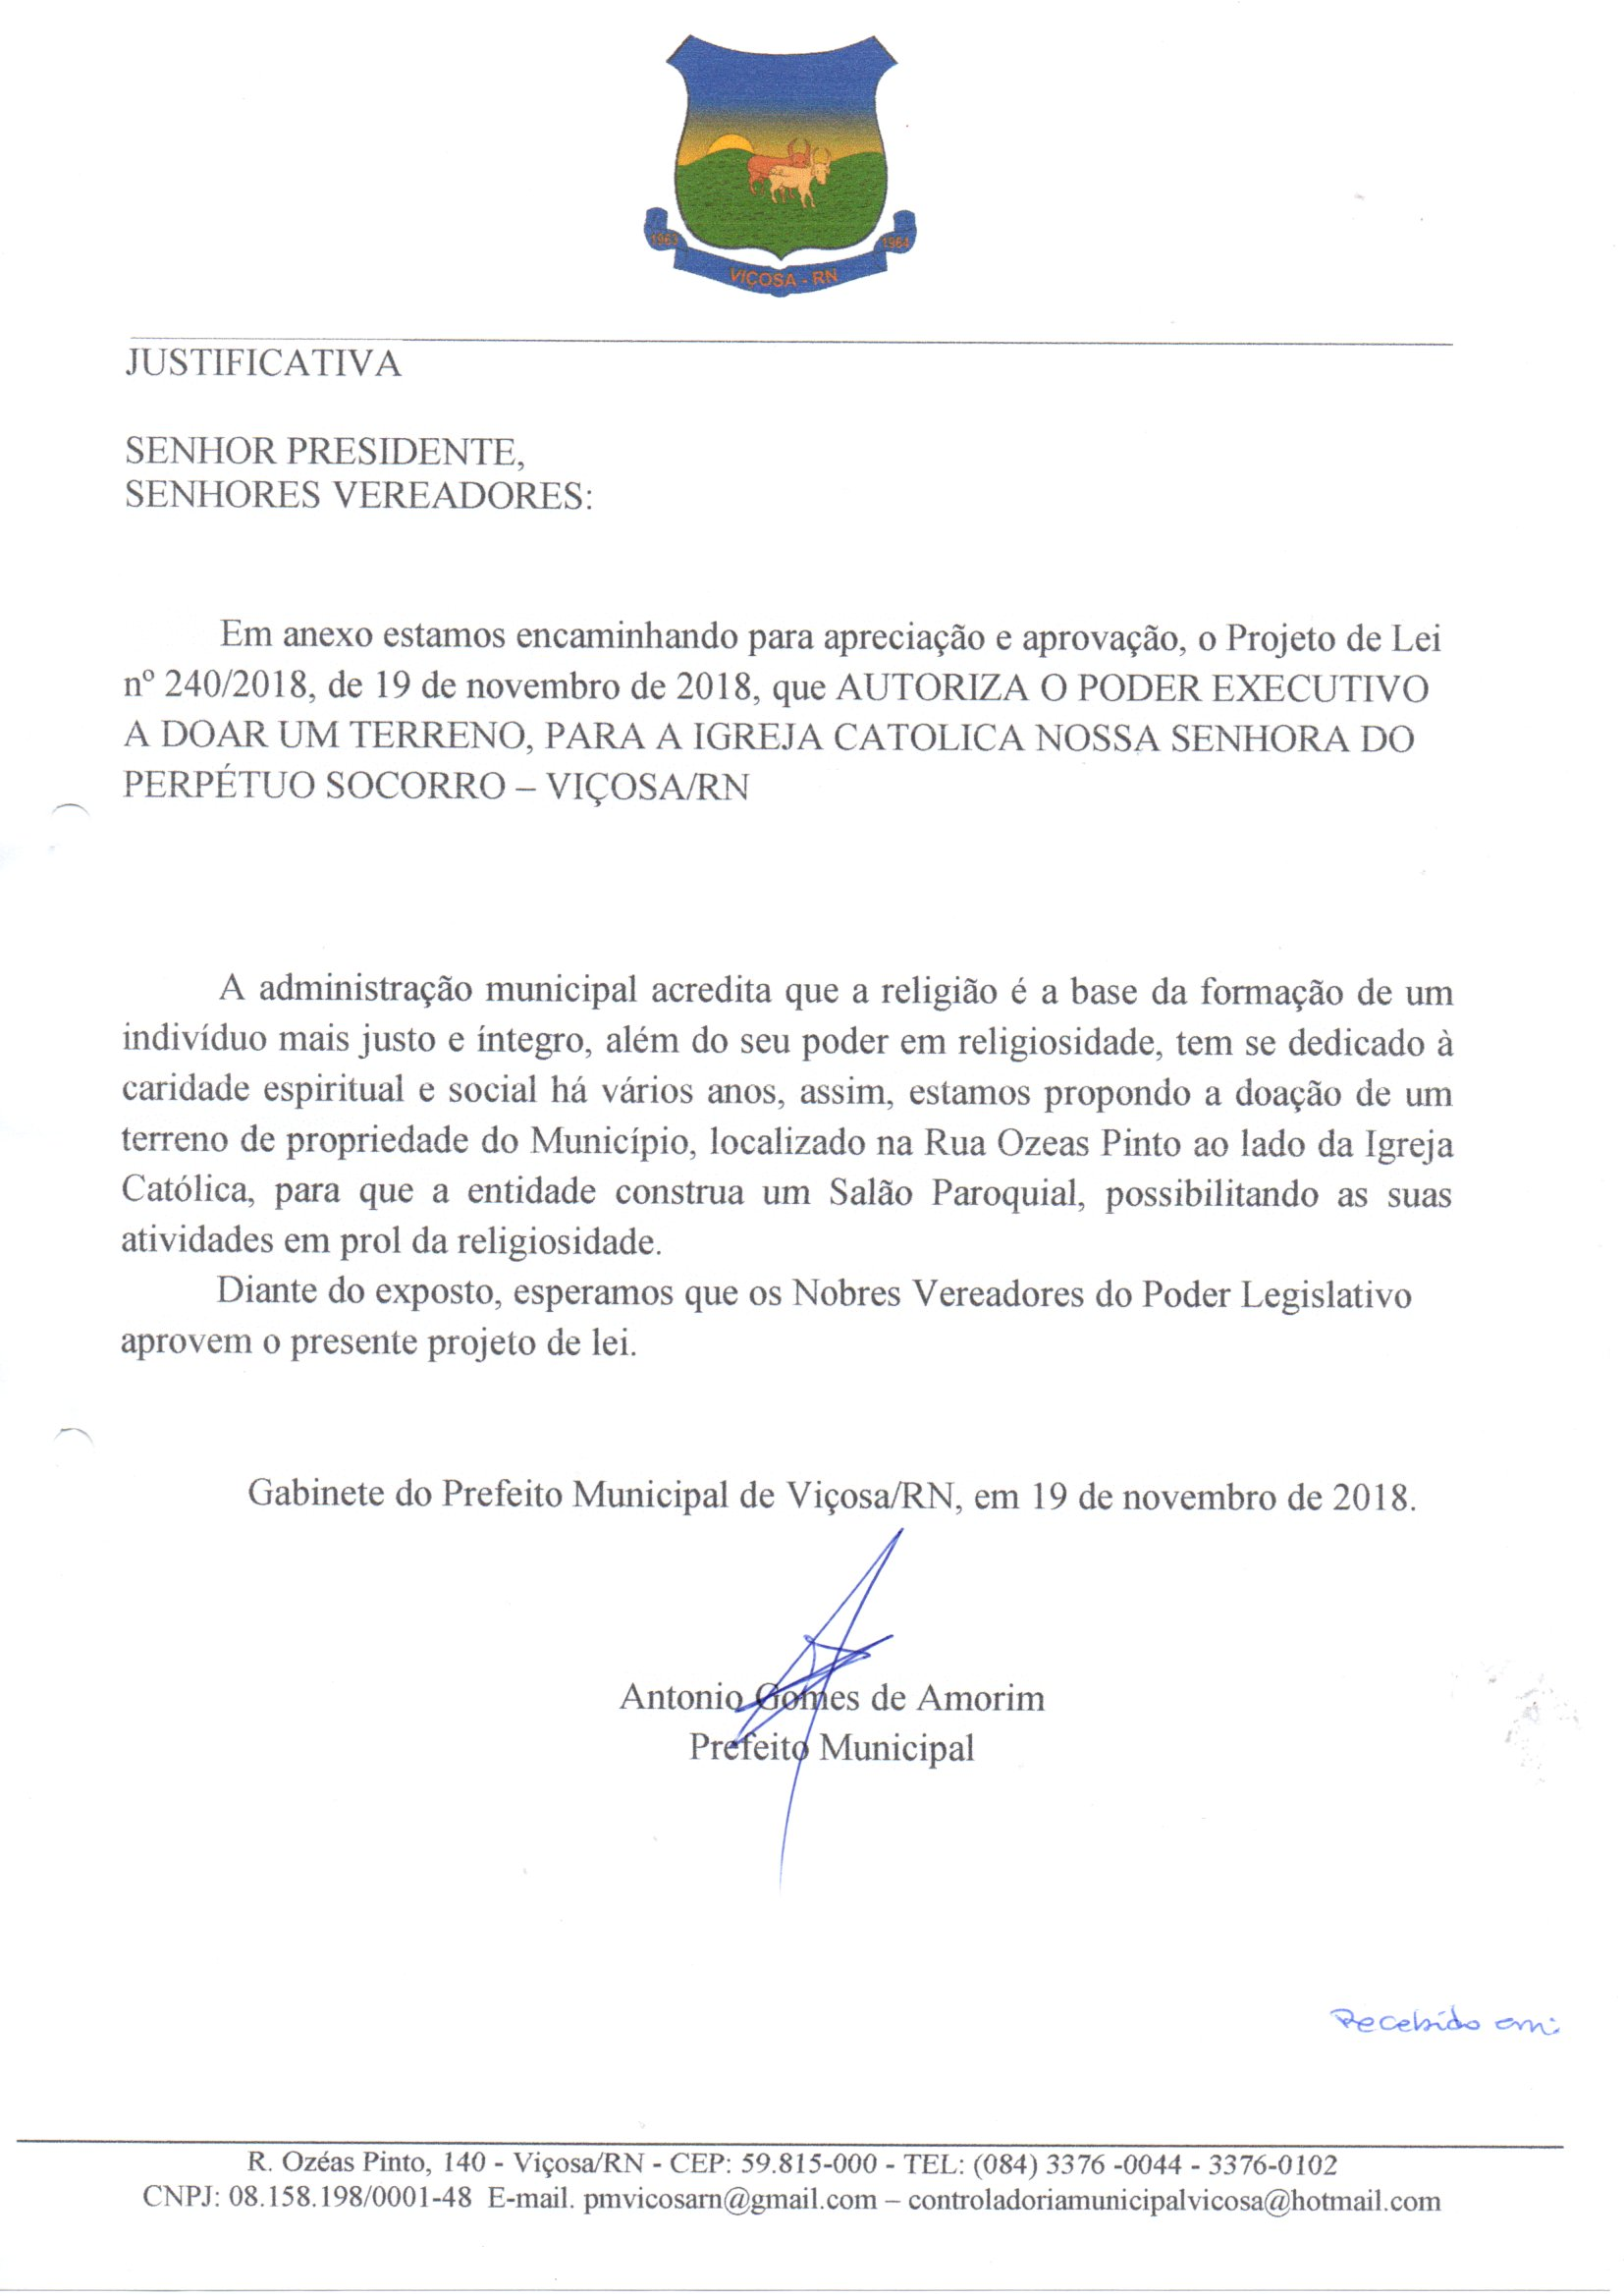 1963
1964
VIÇOSA - RN
JUSTIFICATIVA
SENHOR PRESIDENTE,
SENHORES VEREADORES:
Em anexo estamos encaminhando para apreciação e aprovação, o Projeto de Lei
nº 240/2018, de 19 de novembro de 2018, que AUTORIZA O PODER EXECUTIVO
A DOAR UM TERRENO, PARA A IGREJA CATOLICA NOSSA SENHORA DO
PERPÉTUO SOCORRO – VIÇOSA/RN
A administração municipal acredita que a religião é a base da formação de um
indivíduo mais justo e íntegro, além do seu poder em religiosidade, tem se dedicado à
caridade espiritual e social há vários anos, assim, estamos propondo a doação de um
terreno de propriedade do Município, localizado na Rua Ozeas Pinto ao lado da Igreja
Católica, para que a entidade construa um Salão Paroquial, possibilitando as suas
atividades em prol da religiosidade.
Diante do exposto, esperamos que os Nobres Vereadores do Poder Legislativo
aprovem o presente projeto de lei.
Gabinete do Prefeito Municipal de Viçosa/RN, em 19 de novembro de 2018.
Antonio Gomes de Amorim
Prefeito Municipal
Recebido em:
R. Ozéas Pinto, 140 - Viçosa/RN - CEP: 59.815-000 - TEL: (084) 3376 -0044 - 3376-0102
CNPJ: 08.158.198/0001-48 E-mail. pmvicosarn@gmail.com – controladoriamunicipalvicosa@hotmail.com